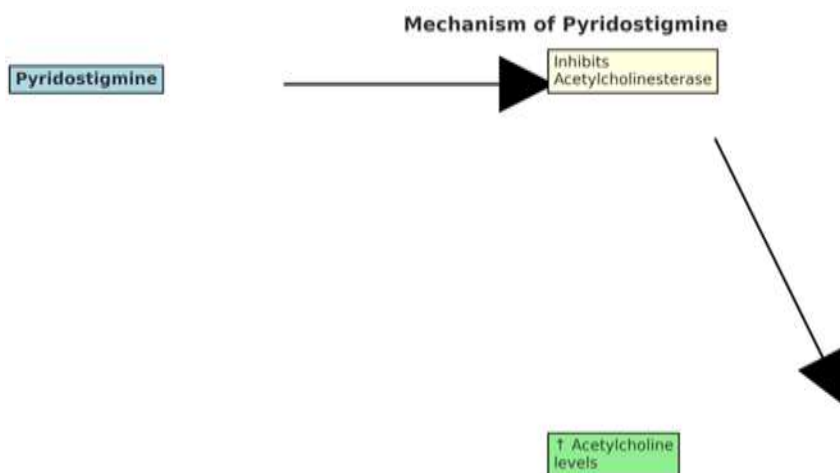 Mechanism of Pyridostigmine
Pyridostigmine
Inhibits
Acetylcholinesterase
↑ Acetylcholine
levels